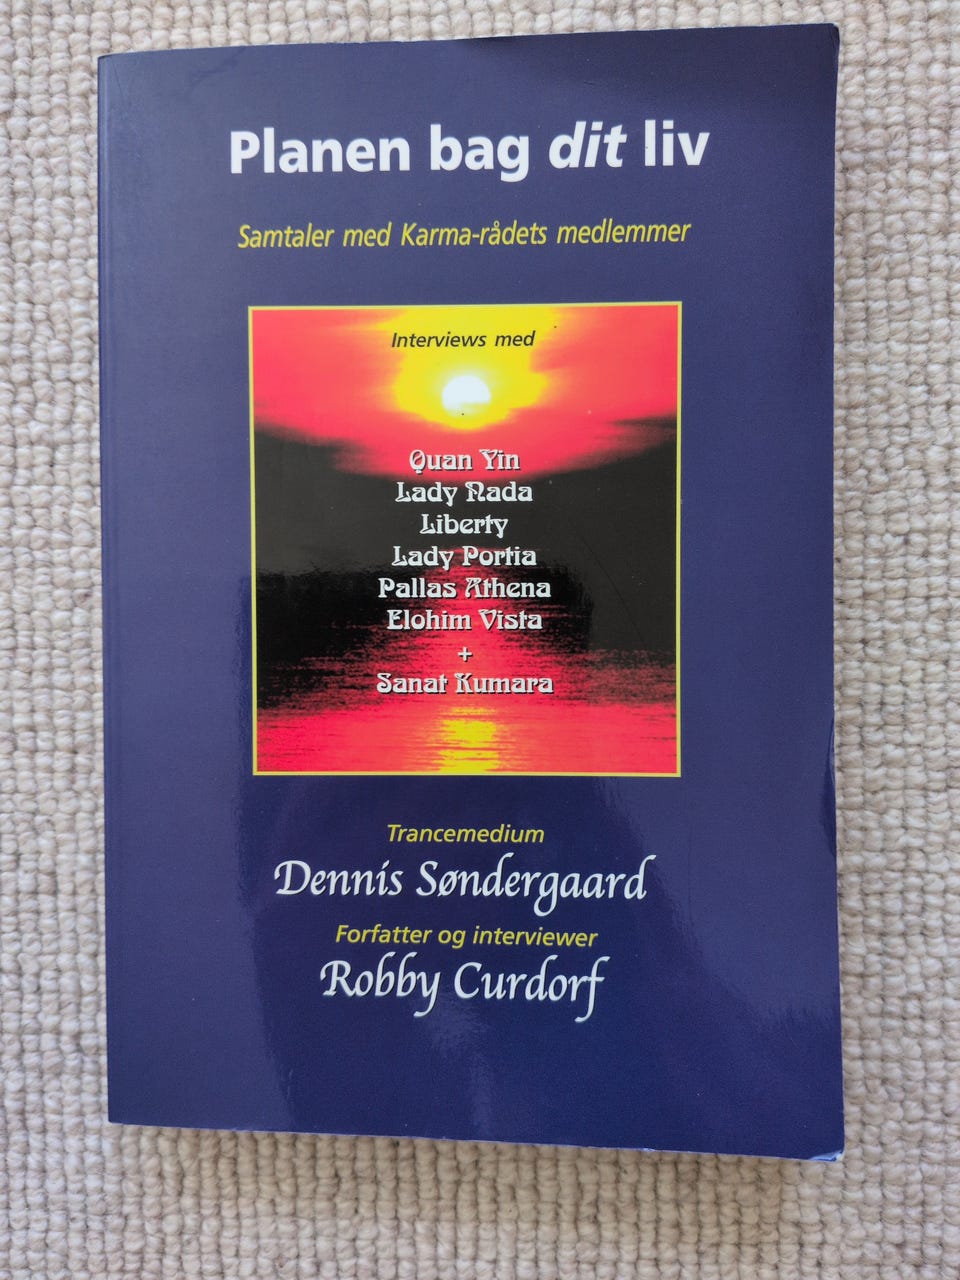 Planen bag dit liv
Samtaler med Karma-rådets medlemmer
Interviews med
Quan Yin
Lady Nada
Liberty
Lady Portia
Pallas Athena
Elohim Vista
+
Sanat Kumara
Trancemedium
Dennis Søndergaard
Forfatter og interviewer
Robby Curdorf